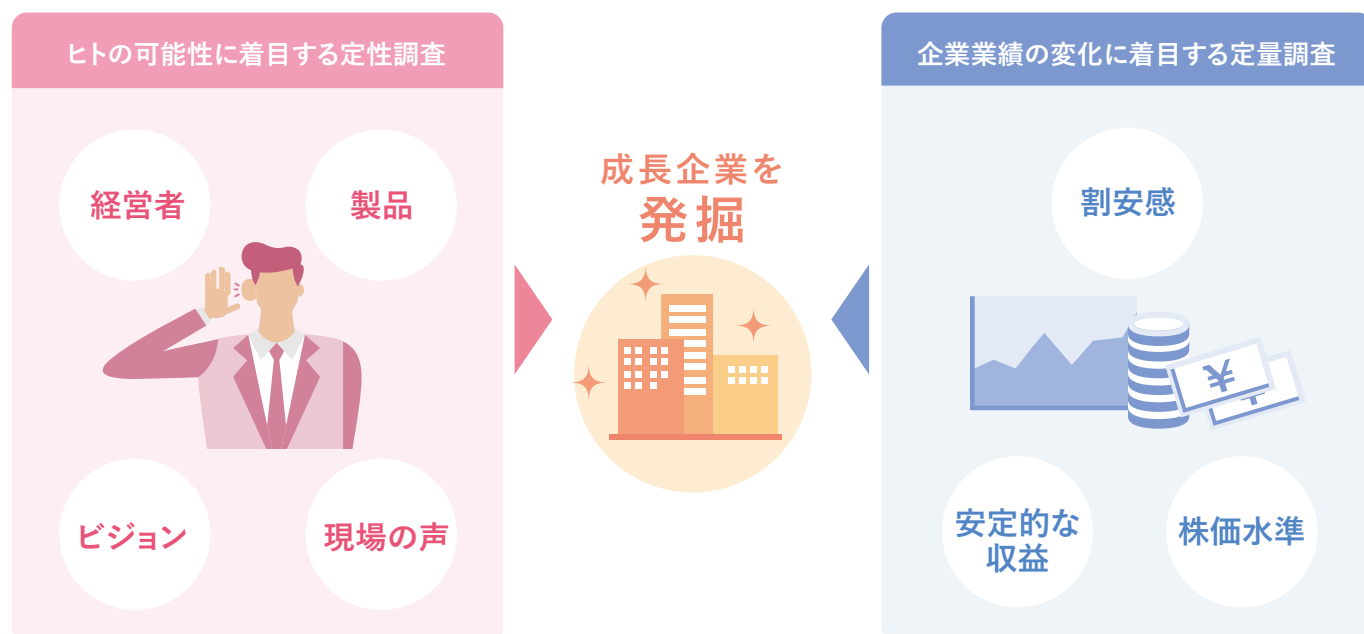 ヒトの可能性に着目する定性調査
経営者
製品
ビジョン
現場の声
成長企業を
発掘
企業業績の変化に着目する定量調査
割安感
¥
¥
安定的な
収益
株価水準